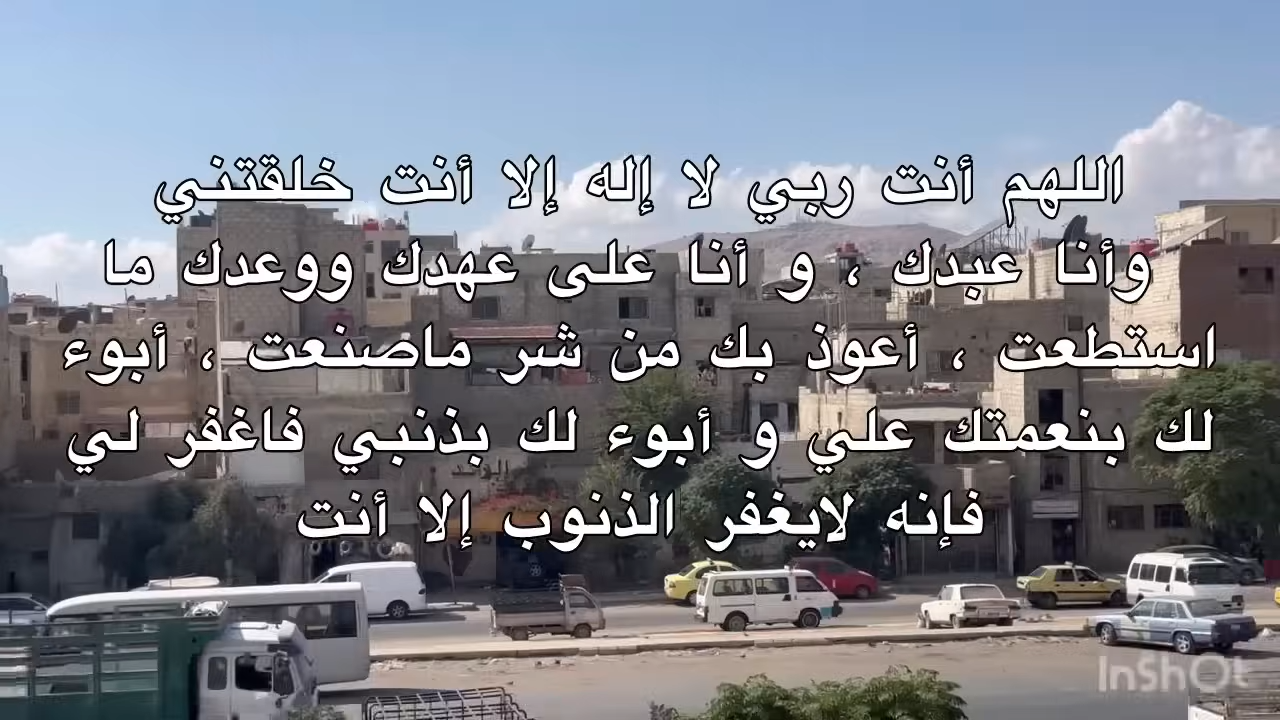 اللهم أنت ربي لا إله إلا أنت خلقتني
وأنا عبدك ، و أنا على عهدك ووعدك ما
استطعت ، أعوذ بك من شر ماصنعت ، أبوء
لك بنعمتك علي و أبوء لك بذنبي فاغفر لي
فإنه لايغفر الذنوب إلا أنت
InShOt